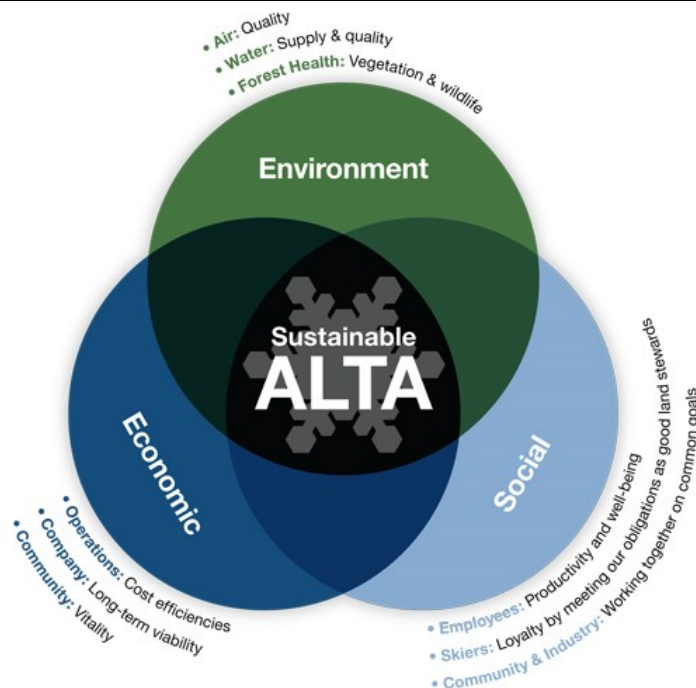 • Air: Quality
• Water: Supply & quality
• Forest Health: Vegetation & wildlife
Environment
Sustainable
ALTA
Economic
Social
• Operations: Cost efficiencies
• Company: Long-term viability
• Community: Vitality
• Employees: Productivity and well-being
• Skiers: Loyalty by meeting our obligations as good land stewards
• Community & Industry: Working together on common goals